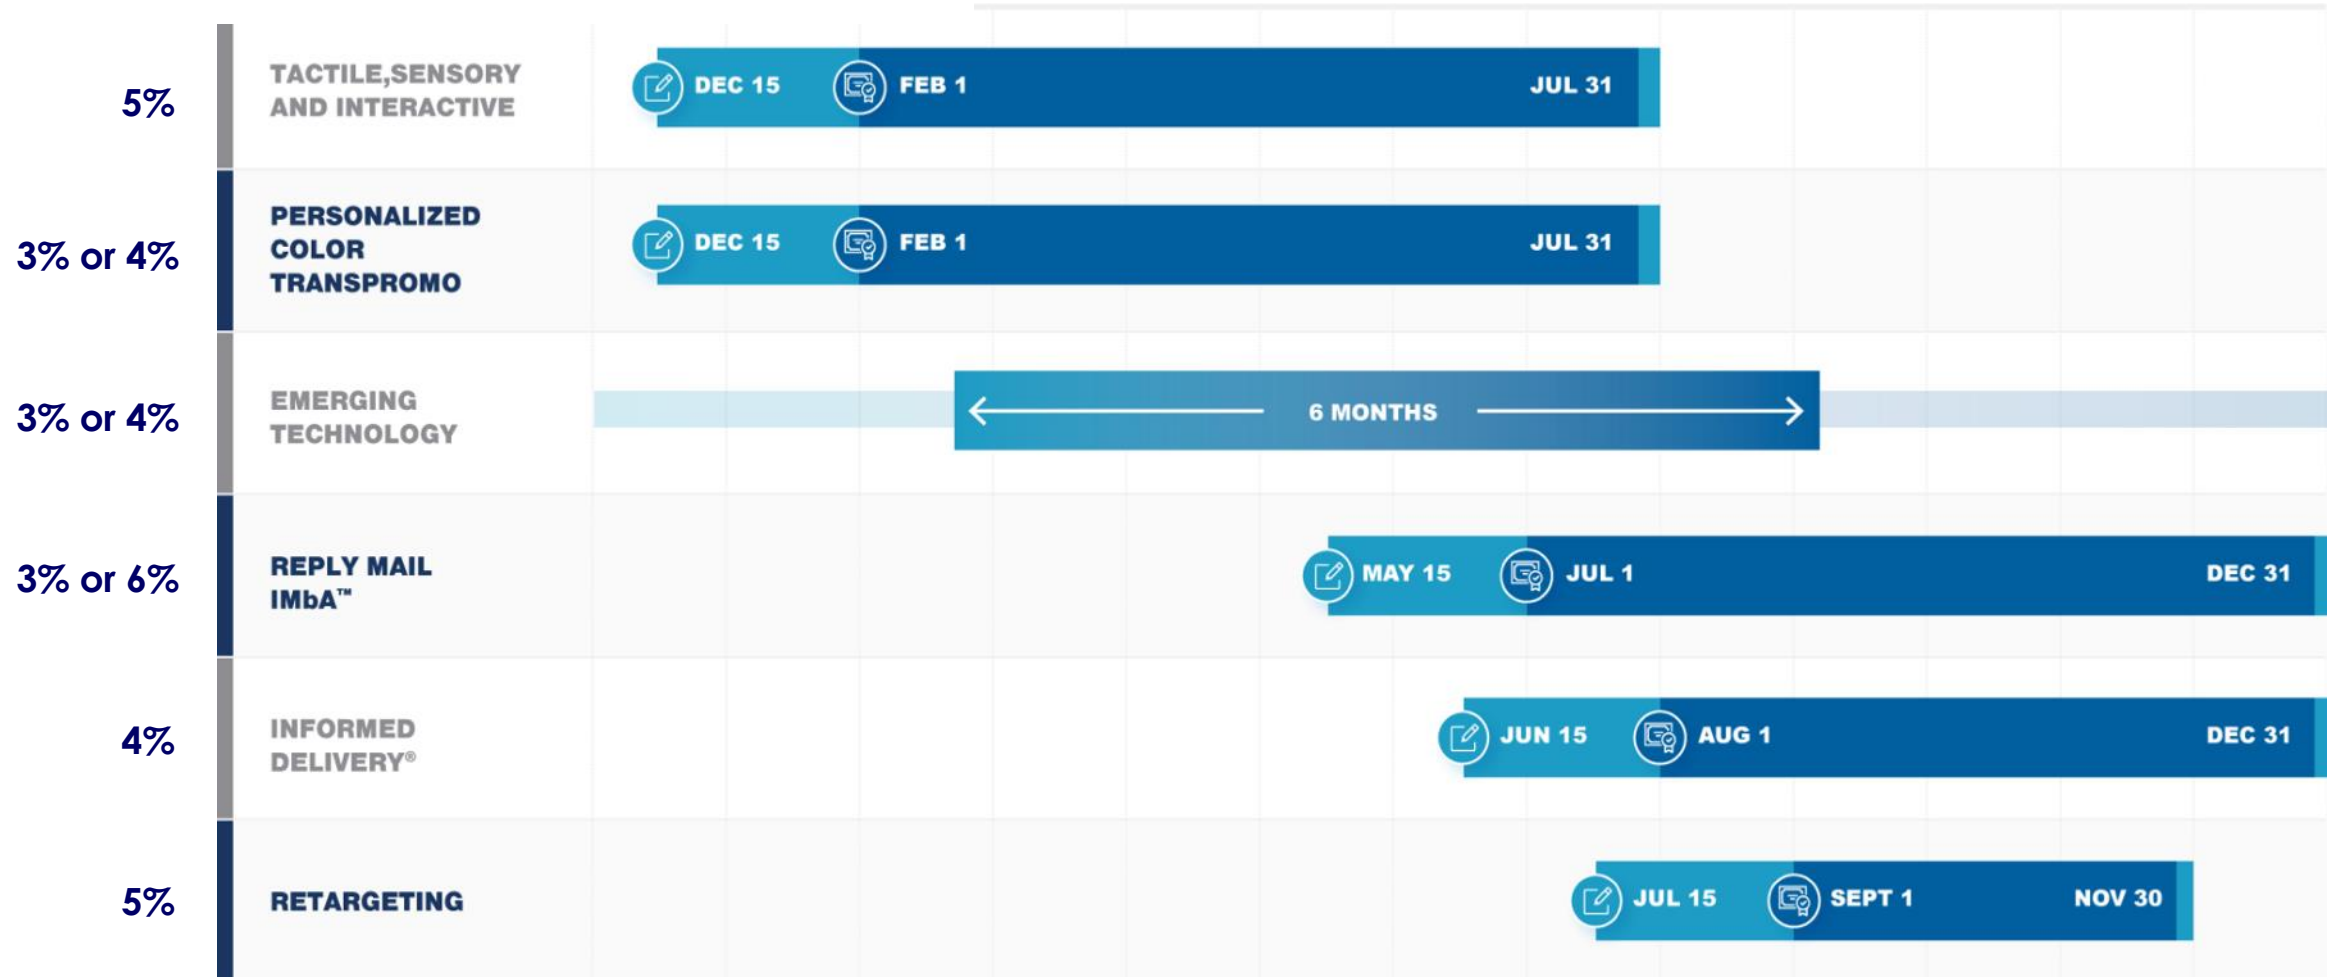 5%
TACTILE,SENSORY
AND INTERACTIVE
DEC 15
FEB 1
JUL 31
3% or 4%
PERSONALIZED
COLOR
TRANSPROMO
DEC 15
FEB 1
JUL 31
3% or 4%
EMERGING
TECHNOLOGY
6 MONTHS
3% or 6%
REPLY MAIL
IMbA™
MAY 15
JUL 1
DEC 31
4%
INFORMED
DELIVERY®
JUN 15
AUG 1
DEC 31
5%
RETARGETING
JUL 15
SEPT 1
NOV 30